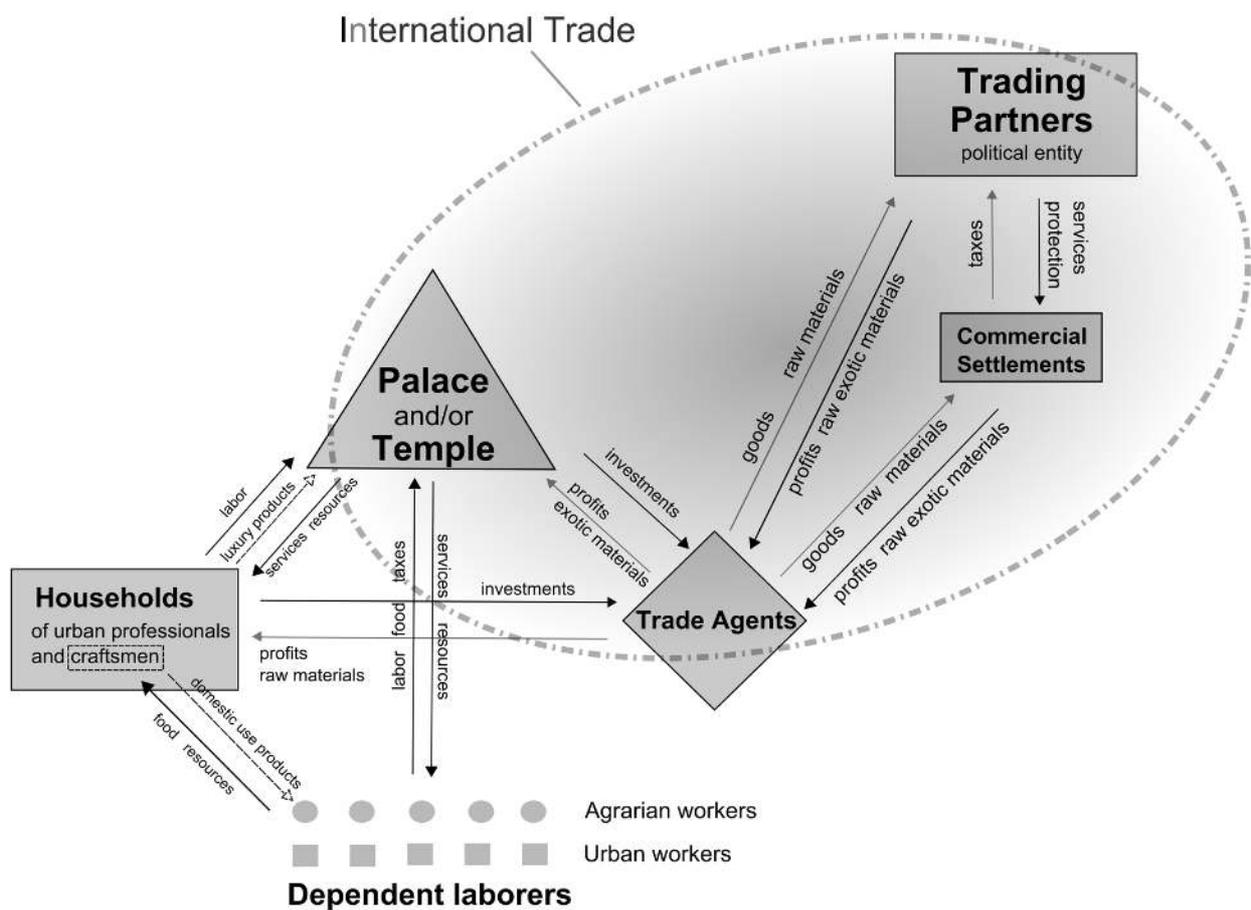 International Trade
Trading
Partners
political entity
goods raw materials
profits raw exotic materials
taxes
services
protection
Commercial
Settlements
goods raw materials
profits raw exotic materials
Palace
and/or
Temple
investments
profits
exotic materials
labor
luxury products
services resources
labor food taxes
services resources
Households
of urban professionals
and craftsmen
investments
profits
raw materials
Trade Agents
domestic use products
food resources
Agrarian workers
Urban workers
Dependent laborers